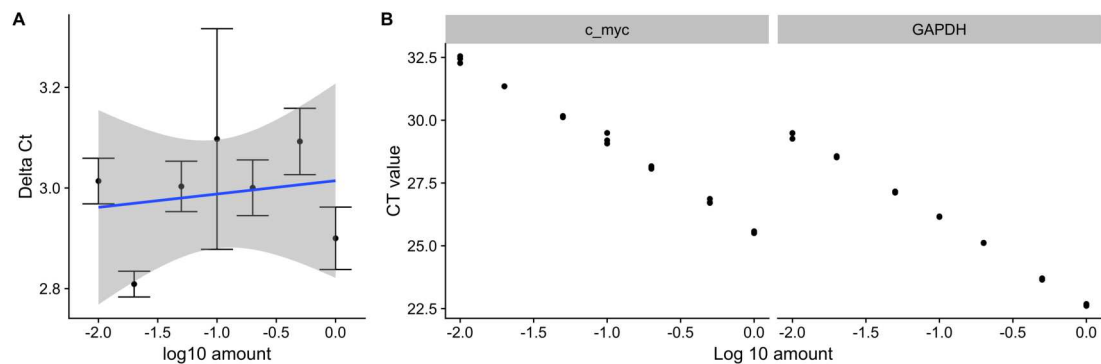 A
Delta Ct
3.2
3.0
2.8
-2.0 -1.5 -1.0 -0.5 0.0
log10 amount
B
c_myc GAPDH
CT value
32.5
30.0
27.5
25.0
22.5
-2.0 -1.5 -1.0 -0.5 0.0 -2.0 -1.5 -1.0 -0.5 0.0
Log 10 amount